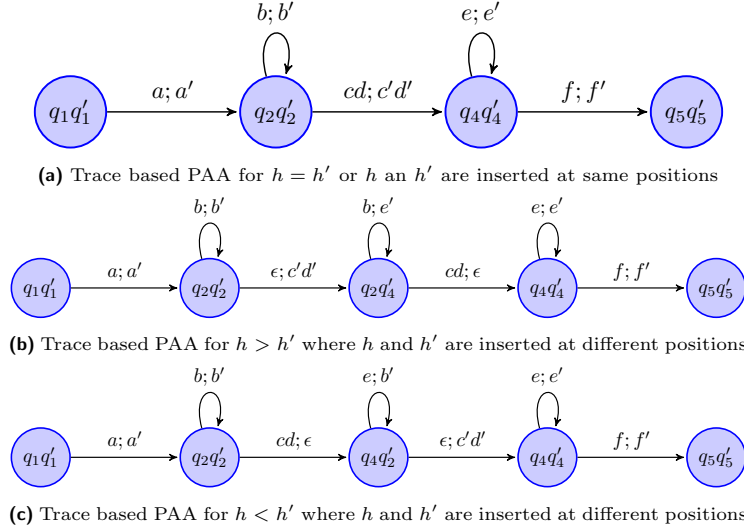 b; b′ e; e′
a; a′ cd; c′d′ f; f′
q₁q′₁ q₂q′₂ q₄q′₄ q₅q′₅
(a) Trace based PAA for h = h′ or h an h′ are inserted at same positions
b; b′ b; e′ e; e′
a; a′ ϵ; c′d′ cd; ϵ f; f′
q₁q′₁ q₂q′₂ q₂q′₄ q₄q′₄ q₅q′₅
(b) Trace based PAA for h > h′ where h and h′ are inserted at different positions
b; b′ e; b′ e; e′
a; a′ cd; ϵ ϵ; c′d′ f; f′
q₁q′₁ q₂q′₂ q₄q′₂ q₄q′₄ q₅q′₅
(c) Trace based PAA for h < h′ where h and h′ are inserted at different positions